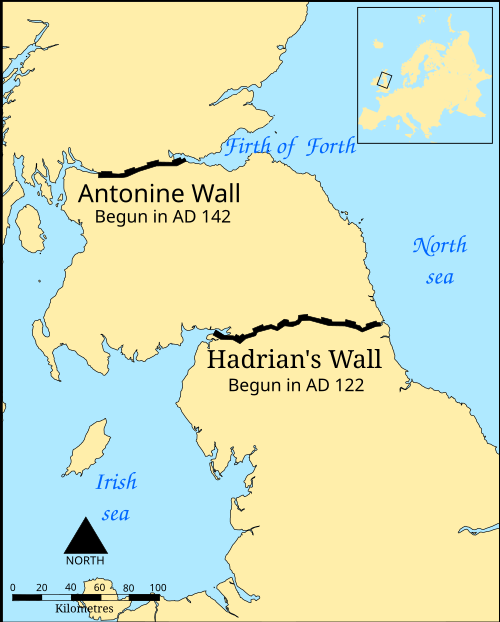 Firth of Forth
Antonine Wall
Begun in AD 142
North
sea
Hadrian's Wall
Begun in AD 122
Irish
sea
NORTH
0 20 40 60 80 100
Kilometres